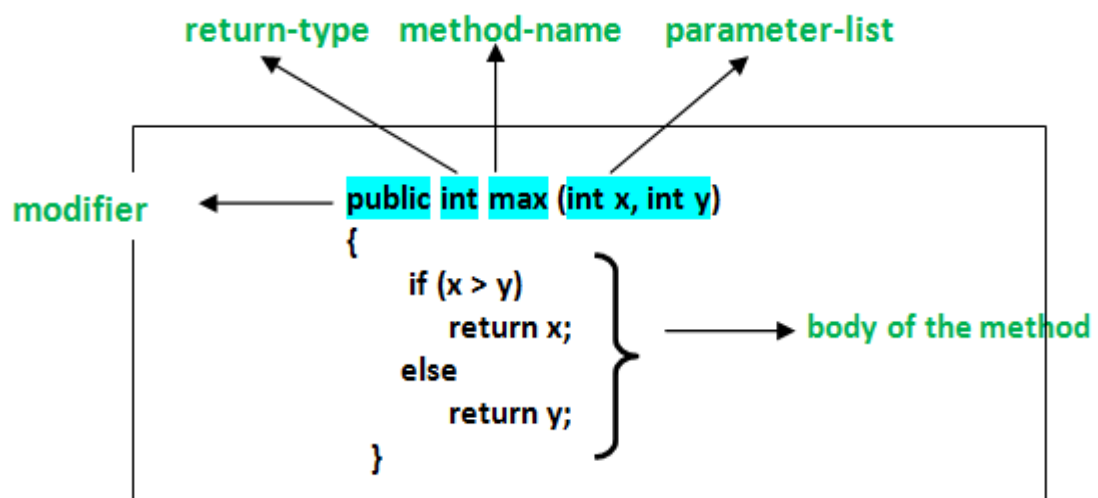 return-type method-name parameter-list
modifier
public int max (int x, int y)
{
if (x > y)
return x;
else
return y;
}
body of the method